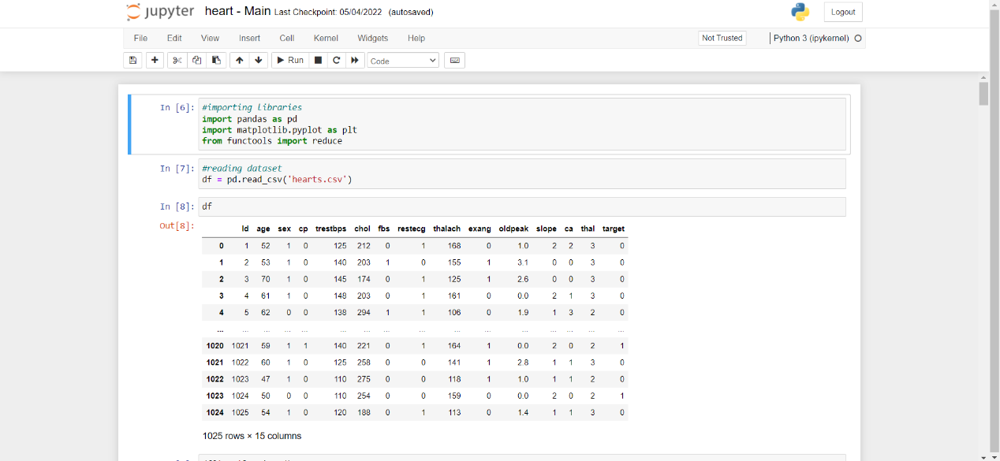 jupyter heart - Main Last Checkpoint: 05/04/2022 (autosaved) Logout
File Edit View Insert Cell Kernel Widgets Help Not Trusted Python 3 (ipykernel)
Run Code
In [6]: #importing libraries
import pandas as pd
import matplotlib.pyplot as plt
from functools import reduce
In [7]: #reading dataset
df = pd.read_csv('hearts.csv')
In [8]: df
Out[8]:
Id age sex cp trestbps chol fbs restecg thalach exang oldpeak slope ca thal target
0 1 52 1 0 125 212 0 1 168 0 1.0 2 2 3 0
1 2 53 1 0 140 203 1 0 155 1 3.1 0 0 3 0
2 3 70 1 0 145 174 0 1 125 1 2.6 0 0 3 0
3 4 61 1 0 148 203 0 1 161 0 0.0 2 1 3 0
4 5 62 0 0 138 294 1 1 106 0 1.9 1 3 2 0
... ... ... ... ... ... ... ... ... ... ... ... ... ... ... ...
1020 1021 59 1 1 140 221 0 1 164 1 0.0 2 0 2 1
1021 1022 60 1 0 125 258 0 0 141 1 2.8 1 1 3 0
1022 1023 47 1 0 110 275 0 0 118 1 1.0 1 1 2 0
1023 1024 50 0 0 110 254 0 0 159 0 0.0 2 0 2 1
1024 1025 54 1 0 120 188 0 1 113 0 1.4 1 1 3 0
1025 rows × 15 columns